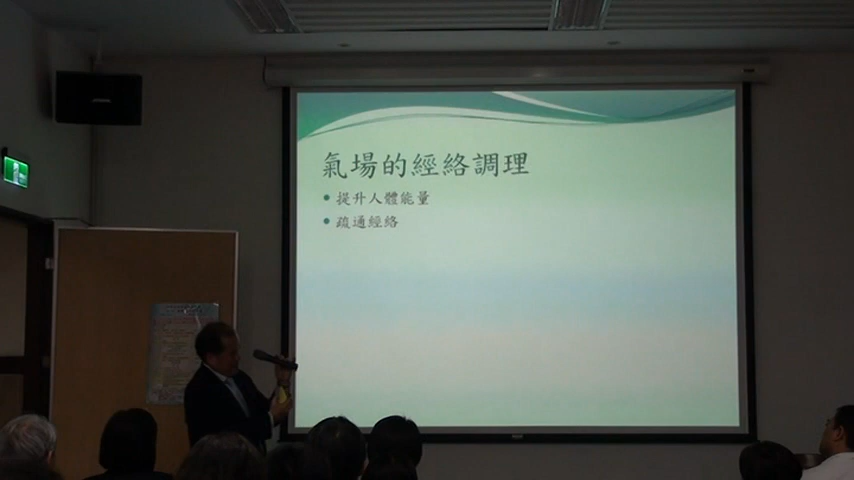 氣場的經絡調理
提升人體能量
疏通經絡